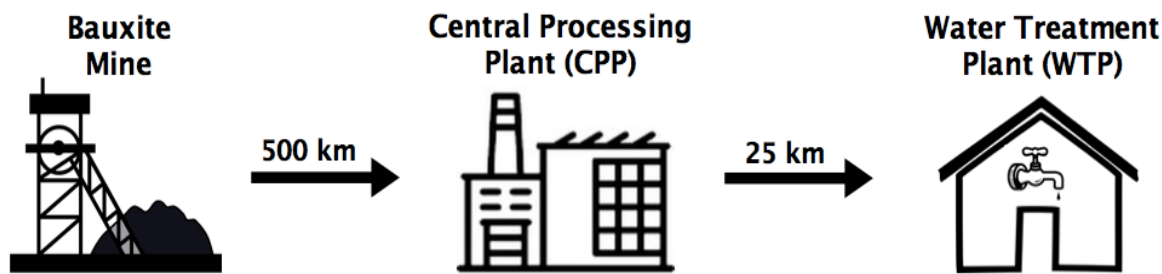 Bauxite
Mine
500 km
Central Processing
Plant (CPP)
25 km
Water Treatment
Plant (WTP)